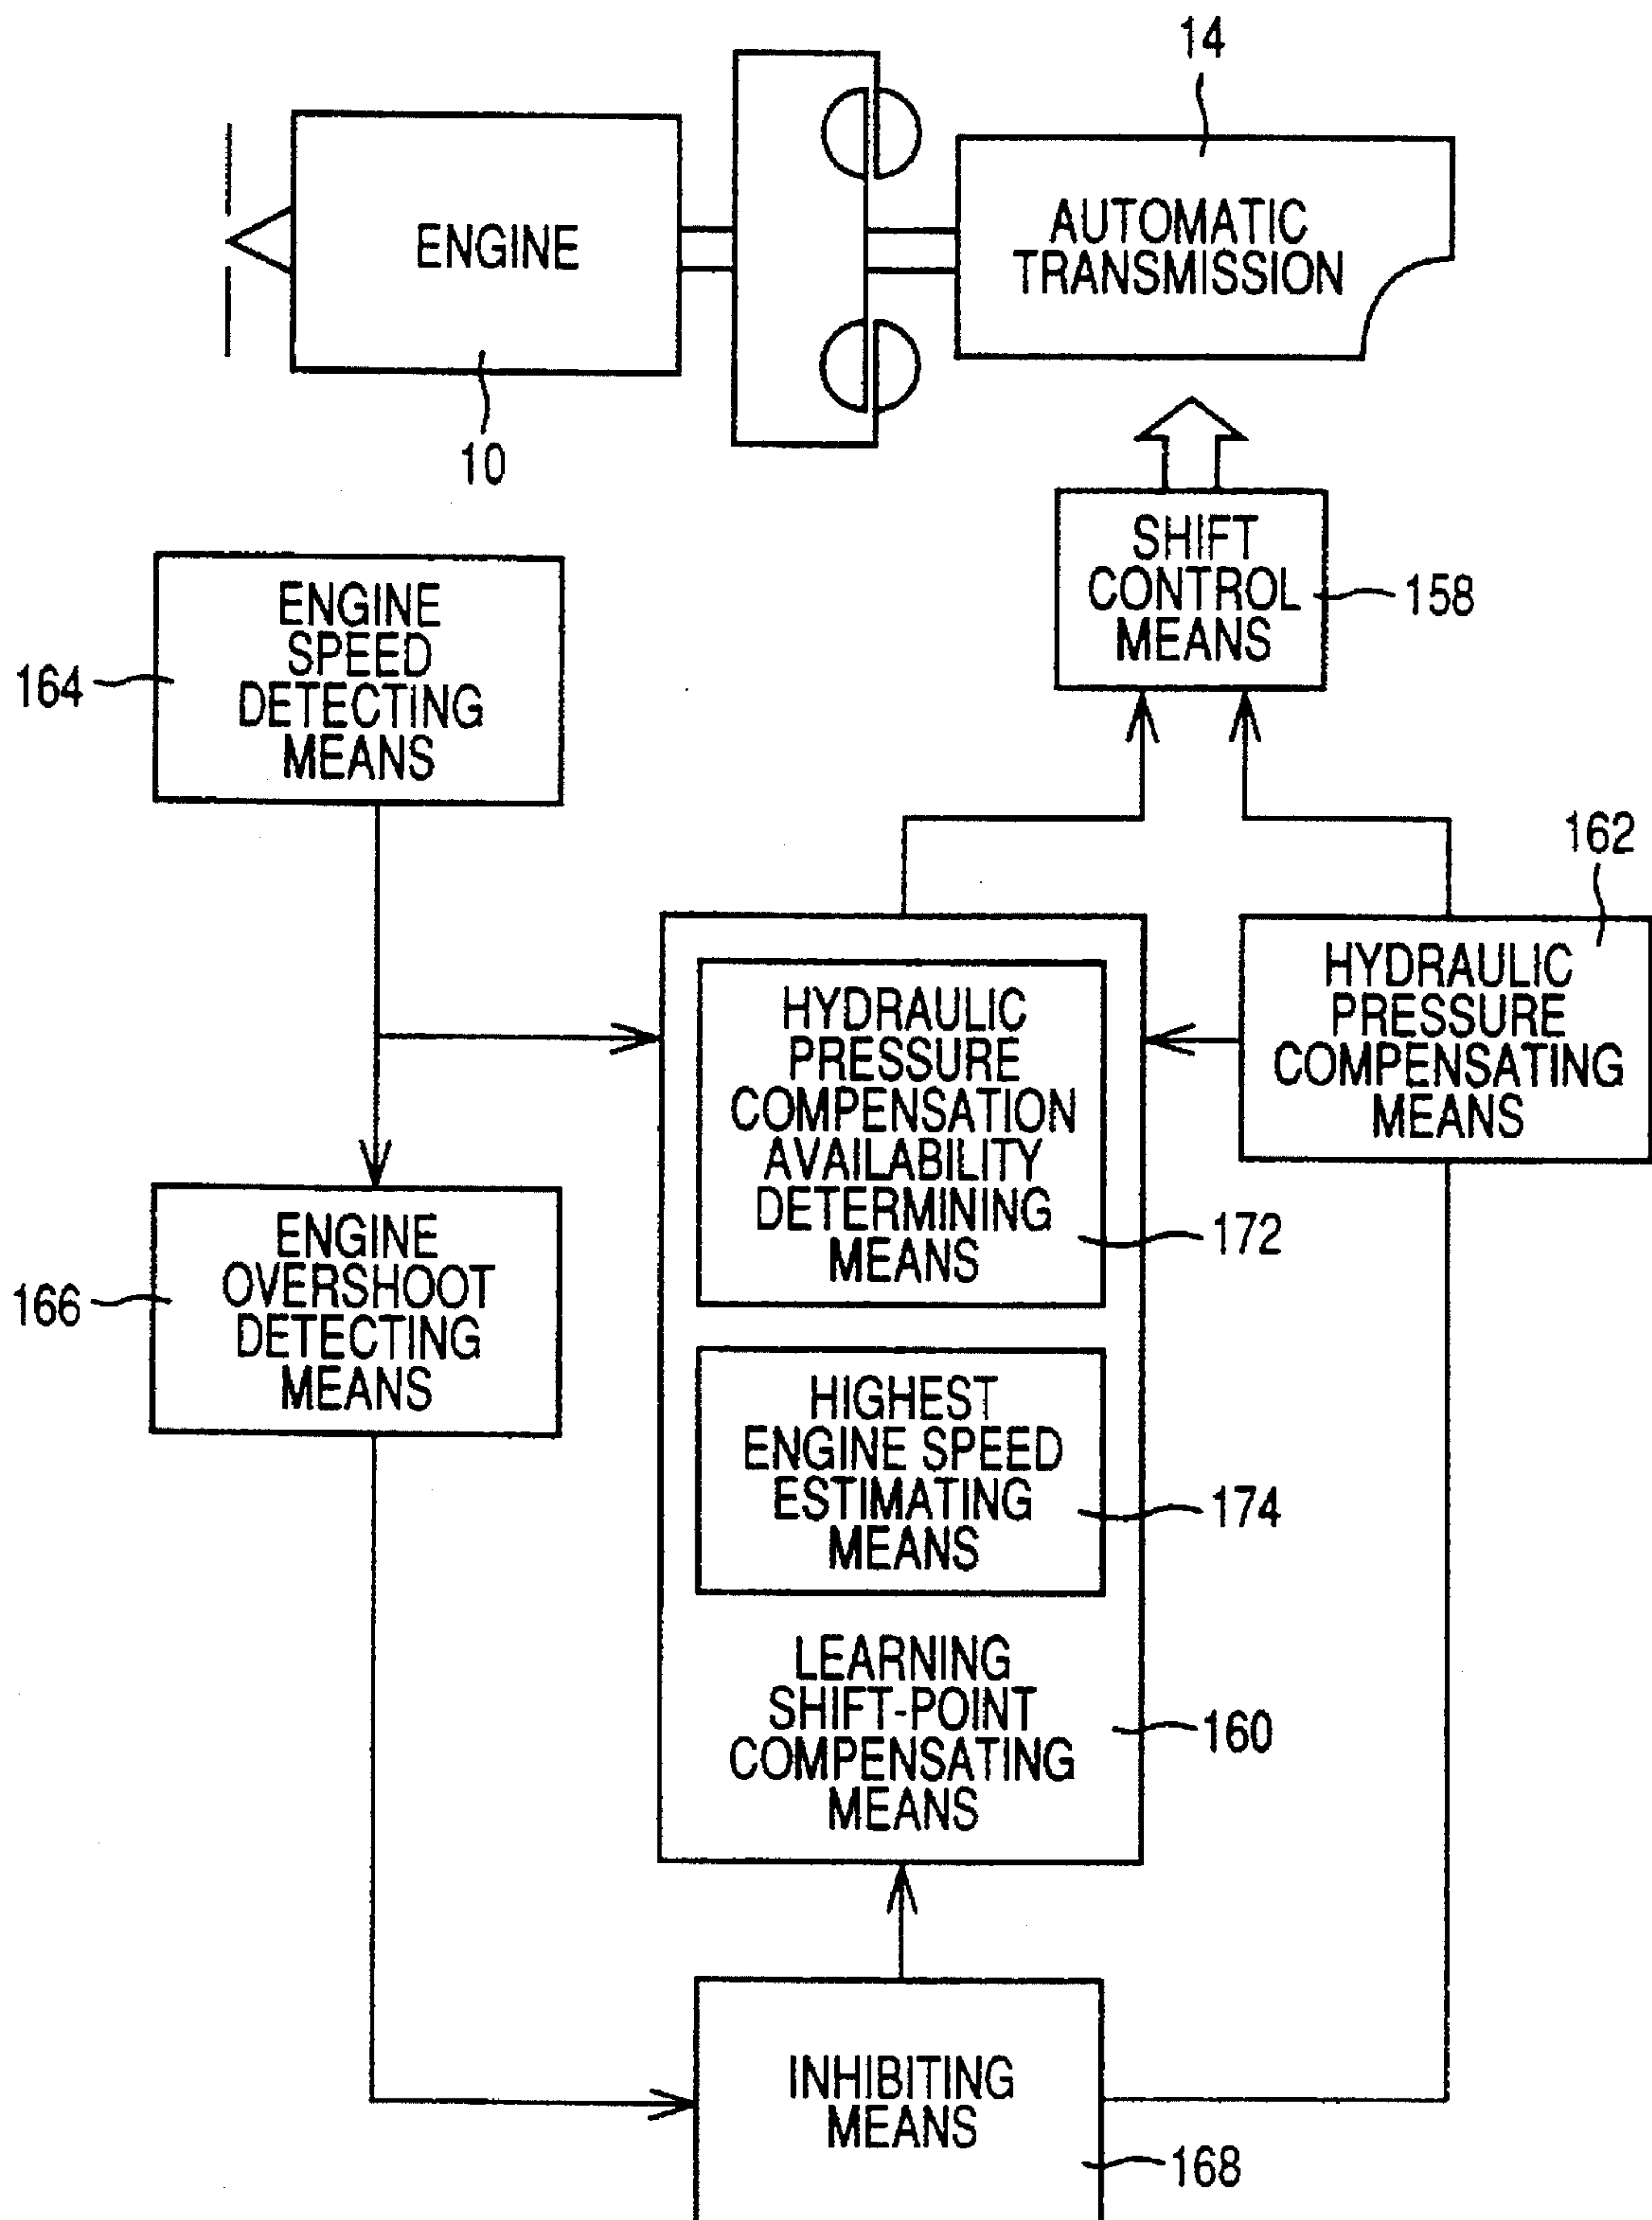 14
ENGINE
AUTOMATIC
TRANSMISSION
10
SHIFT
CONTROL
MEANS
158
ENGINE
SPEED
DETECTING
MEANS
164
162
HYDRAULIC
PRESSURE
COMPENSATING
MEANS
HYDRAULIC
PRESSURE
COMPENSATION
AVAILABILITY
DETERMINING
MEANS
172
ENGINE
OVERSHOOT
DETECTING
MEANS
166
HIGHEST
ENGINE SPEED
ESTIMATING
MEANS
174
LEARNING
SHIFT-POINT
COMPENSATING
MEANS
160
INHIBITING
MEANS
168